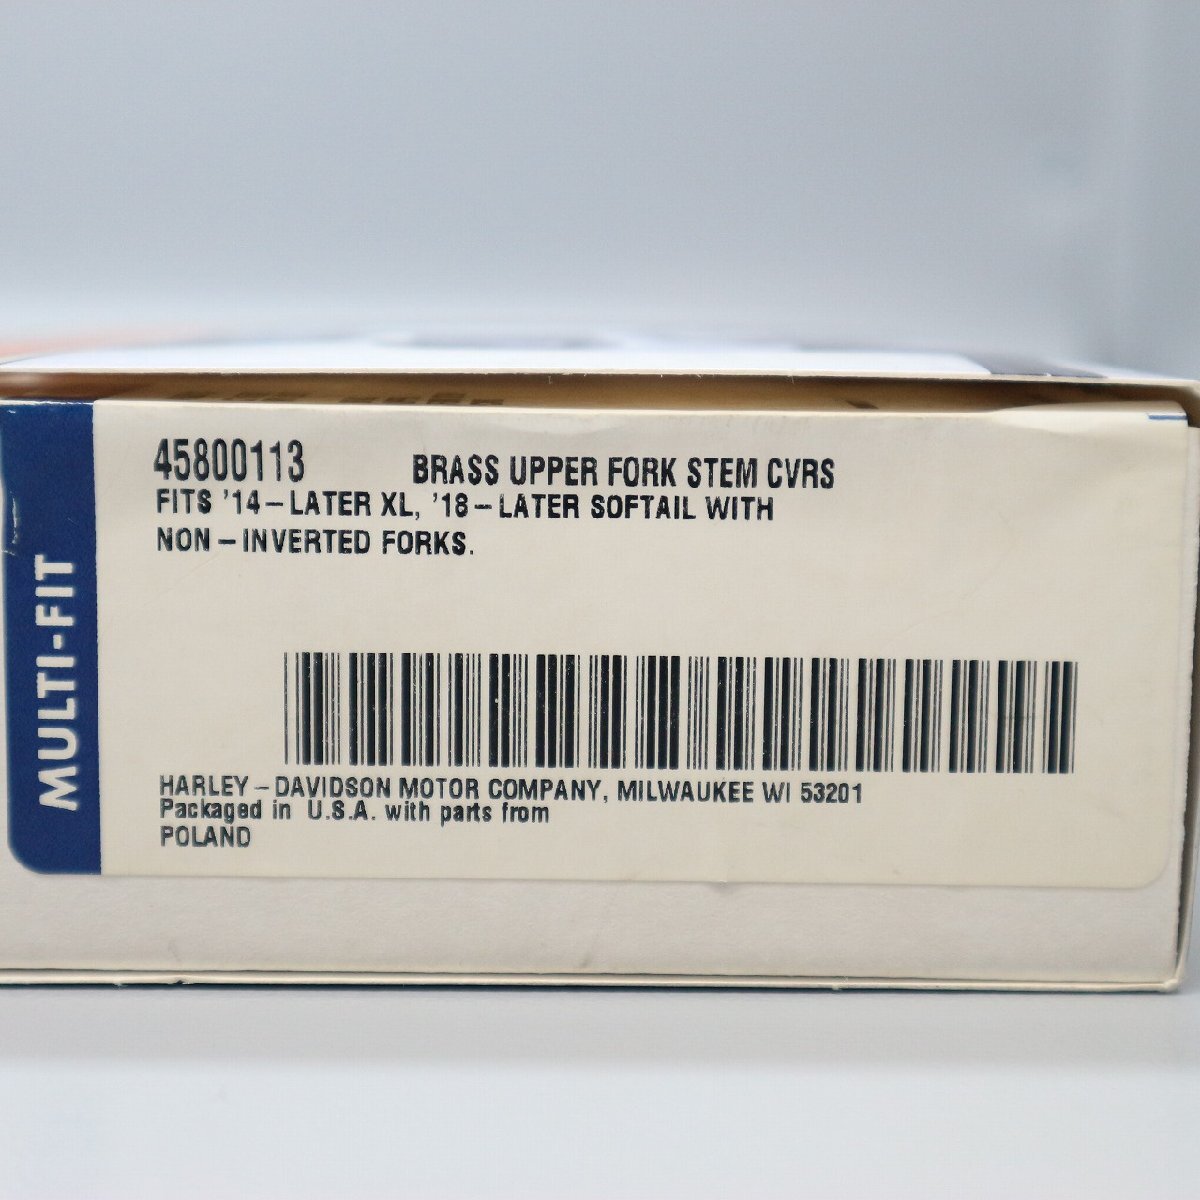 45800113 BRASS UPPER FORK STEM CVRS
FITS '14-LATER XL, '18-LATER SOFTAIL WITH
NON-INVERTED FORKS.
MULTI-FIT
HARLEY-DAVIDSON MOTOR COMPANY, MILWAUKEE WI 53201
Packaged in U.S.A. with parts from
POLAND